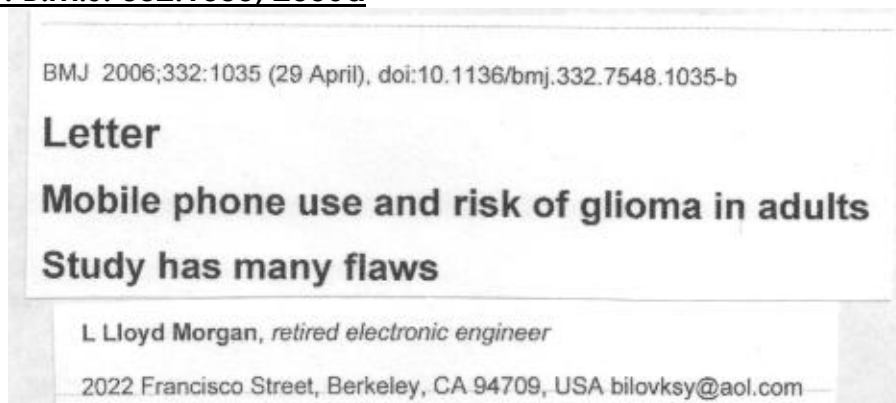 BMJ 2006;332:1035 (29 April), doi:10.1136/bmj.332.7548.1035-b
Letter
Mobile phone use and risk of glioma in adults
Study has many flaws
L Lloyd Morgan, retired electronic engineer
2022 Francisco Street, Berkeley, CA 94709, USA bilovksy@aol.com